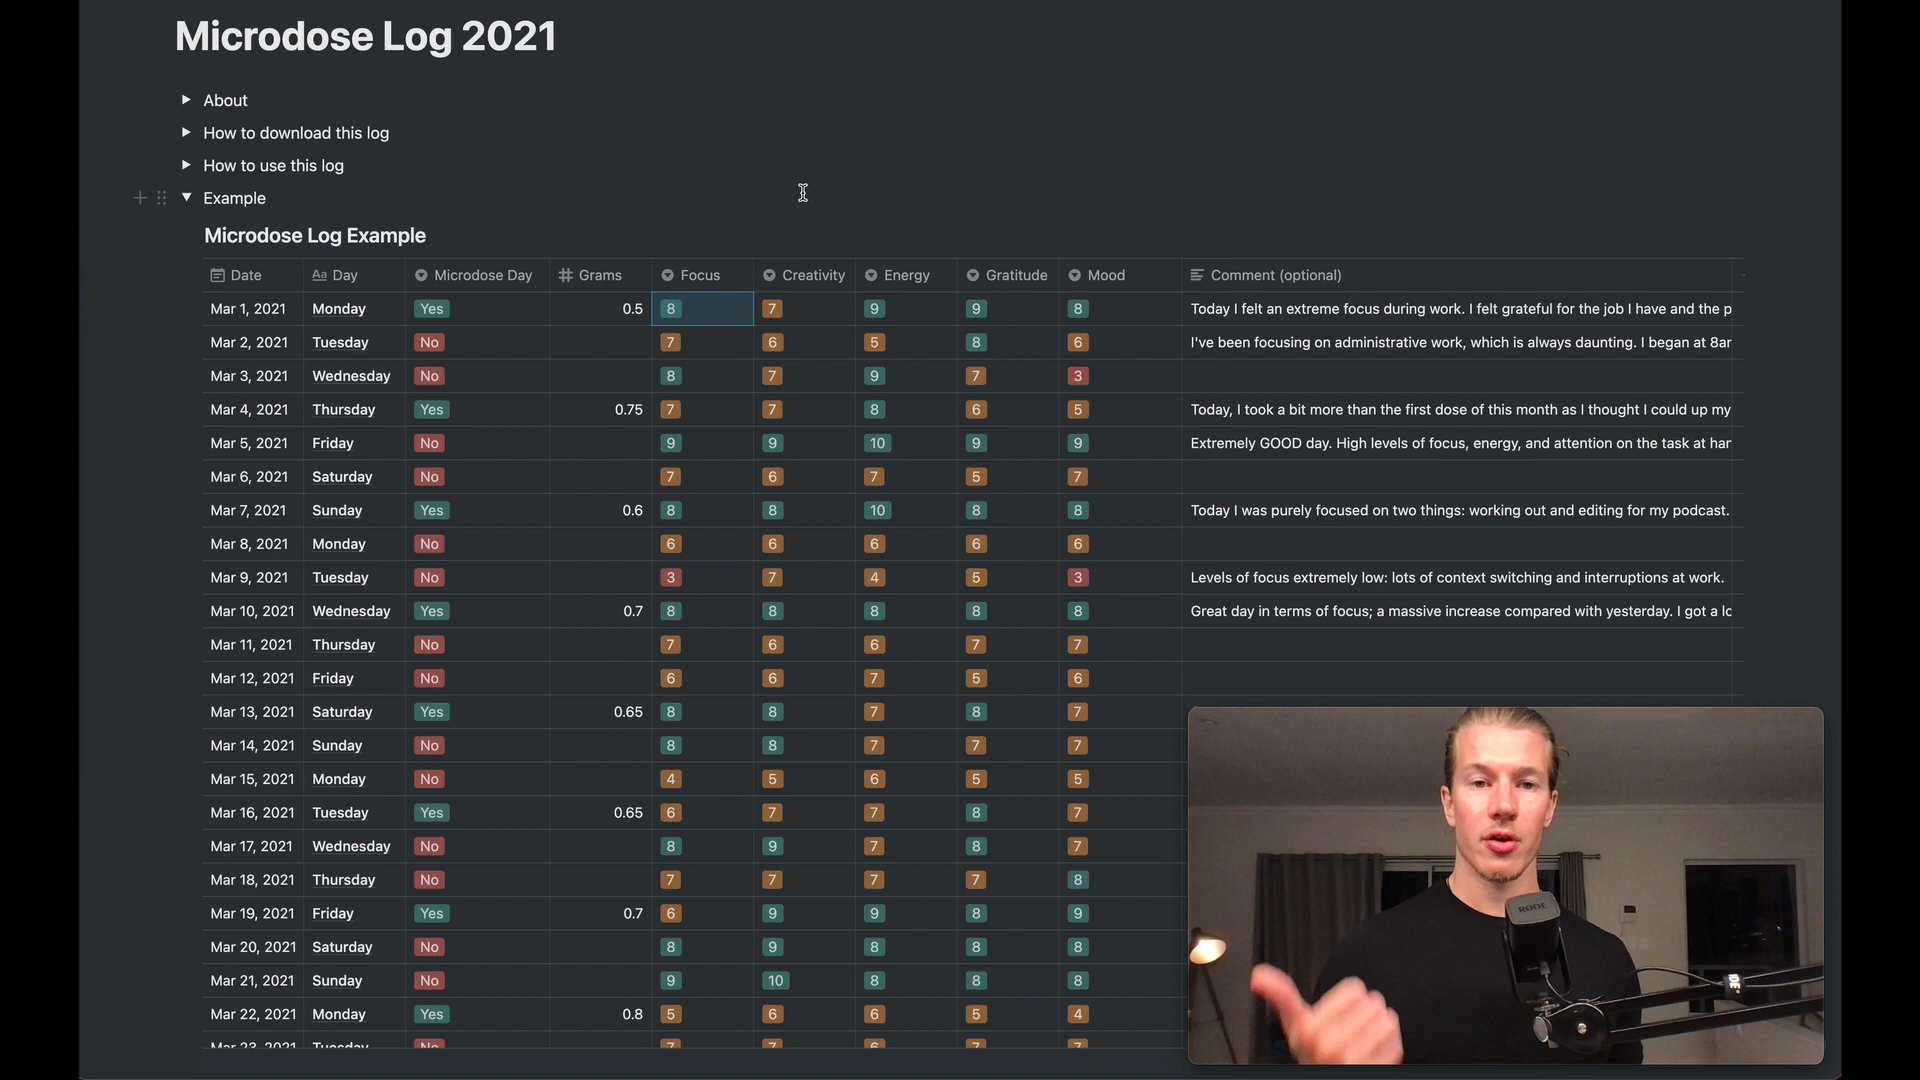 Microdose Log 2021
About
How to download this log
How to use this log
Example
Microdose Log Example
Date Aa Day Microdose Day Grams Focus Creativity Energy Gratitude Mood Comment (optional)
Mar 1, 2021 Monday Yes 0.5 8 7 9 9 8 Today I felt an extreme focus during work. I felt grateful for the job I have and the p
Mar 2, 2021 Tuesday No 7 6 5 8 6 I've been focusing on administrative work, which is always daunting. I began at 8ar
Mar 3, 2021 Wednesday No 8 7 9 7 3
Mar 4, 2021 Thursday Yes 0.75 7 7 8 6 5 Today, I took a bit more than the first dose of this month as I thought I could up my
Mar 5, 2021 Friday No 9 9 10 9 9 Extremely GOOD day. High levels of focus, energy, and attention on the task at har
Mar 6, 2021 Saturday No 7 6 7 5 7
Mar 7, 2021 Sunday Yes 0.6 8 8 10 8 8 Today I was purely focused on two things: working out and editing for my podcast.
Mar 8, 2021 Monday No 6 6 6 6 6
Mar 9, 2021 Tuesday No 3 7 4 5 3 Levels of focus extremely low: lots of context switching and interruptions at work.
Mar 10, 2021 Wednesday Yes 0.7 8 8 8 8 8 Great day in terms of focus; a massive increase compared with yesterday. I got a lo
Mar 11, 2021 Thursday No 7 6 6 7 7
Mar 12, 2021 Friday No 6 6 7 5 6
Mar 13, 2021 Saturday Yes 0.65 8 8 7 8 7
Mar 14, 2021 Sunday No 8 8 7 7 7
Mar 15, 2021 Monday No 4 5 6 5 5
Mar 16, 2021 Tuesday Yes 0.65 6 7 7 8 7
Mar 17, 2021 Wednesday No 8 9 7 8 7
Mar 18, 2021 Thursday No 7 7 7 7 8
Mar 19, 2021 Friday Yes 0.7 6 9 9 8 9
Mar 20, 2021 Saturday No 8 9 8 8 8
Mar 21, 2021 Sunday No 9 10 8 8 8
Mar 22, 2021 Monday Yes 0.8 5 6 6 5 4
Mar 23, 2021 Tuesday No 7 7 6 7 7
RØDE